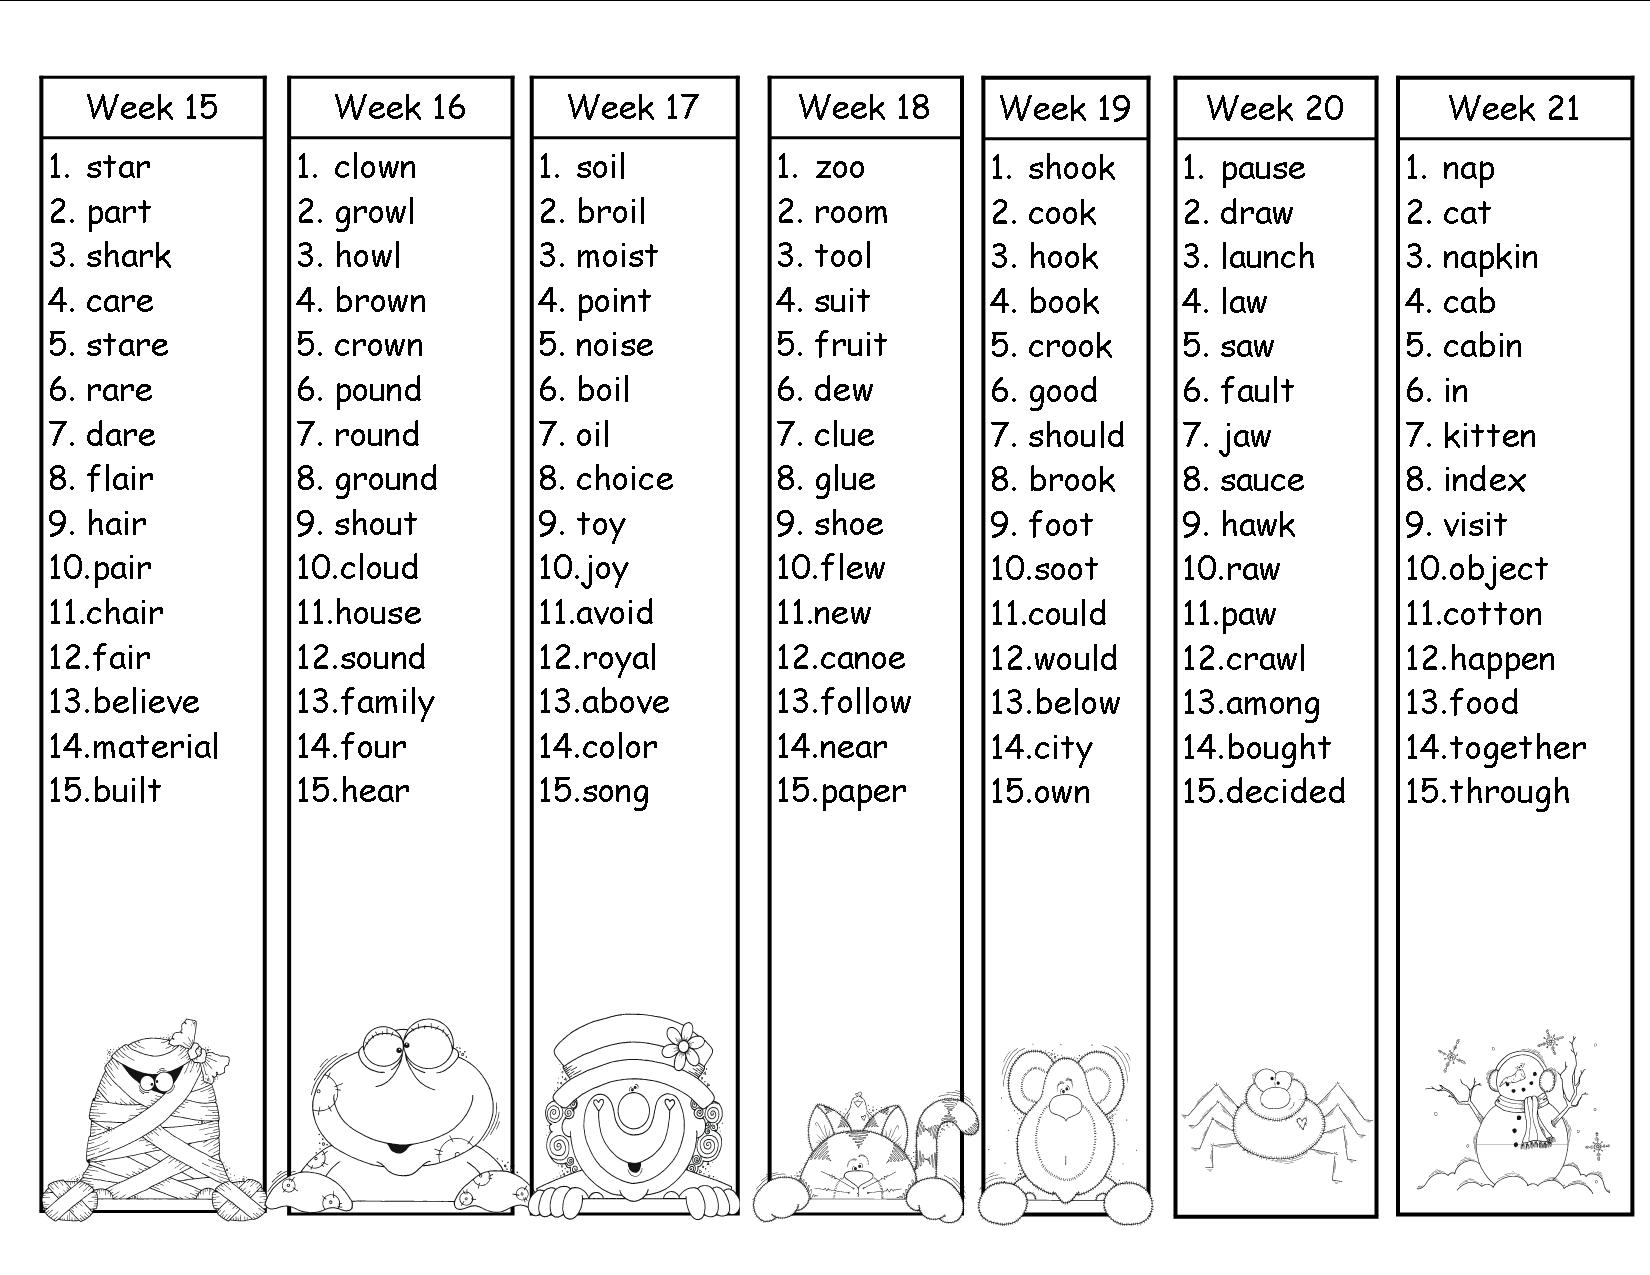 Week 15
1. star
2. part
3. shark
4. care
5. stare
6. rare
7. dare
8. flair
9. hair
10.pair
11.chair
12.fair
13.believe
14.material
15.built
Week 16
1. clown
2. growl
3. howl
4. brown
5. crown
6. pound
7. round
8. ground
9. shout
10.cloud
11.house
12.sound
13.family
14.four
15.hear
Week 17
1. soil
2. broil
3. moist
4. point
5. noise
6. boil
7. oil
8. choice
9. toy
10.joy
11.avoid
12.royal
13.above
14.color
15.song
Week 18
1. zoo
2. room
3. tool
4. suit
5. fruit
6. dew
7. clue
8. glue
9. shoe
10.flew
11.new
12.canoe
13.follow
14.near
15.paper
Week 19
1. shook
2. cook
3. hook
4. book
5. crook
6. good
7. should
8. brook
9. foot
10.soot
11.could
12.would
13.below
14.city
15.own
Week 20
1. pause
2. draw
3. launch
4. law
5. saw
6. fault
7. jaw
8. sauce
9. hawk
10.raw
11.paw
12.crawl
13.among
14.bought
15.decided
Week 21
1. nap
2. cat
3. napkin
4. cab
5. cabin
6. in
7. kitten
8. index
9. visit
10.object
11.cotton
12.happen
13.food
14.together
15.through